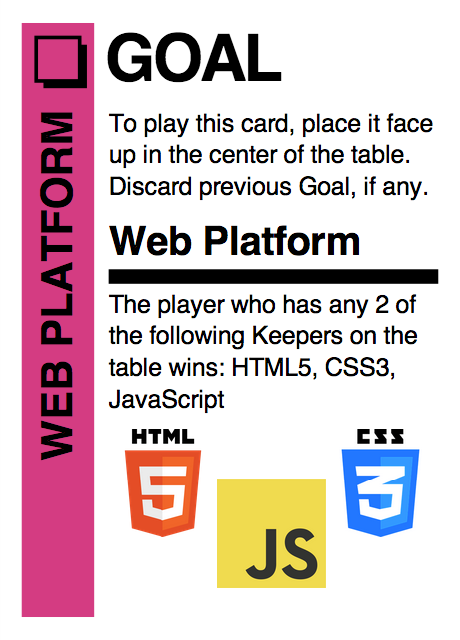 WEB PLATFORM
GOAL
To play this card, place it face
up in the center of the table.
Discard previous Goal, if any.
Web Platform
The player who has any 2 of
the following Keepers on the
table wins: HTML5, CSS3,
JavaScript
HTML
5
JS
CSS
3